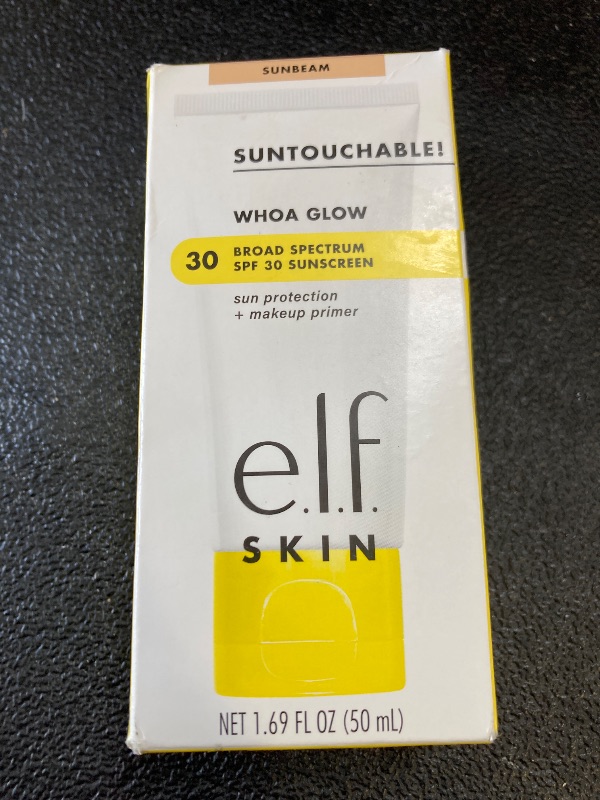 SUNBEAM
SUNTOUCHABLE!
WHOA GLOW
30
BROAD SPECTRUM
SPF 30 SUNSCREEN
sun protection
+ makeup primer
e.l.f.
SKIN
NET 1.69 FL OZ (50 mL)